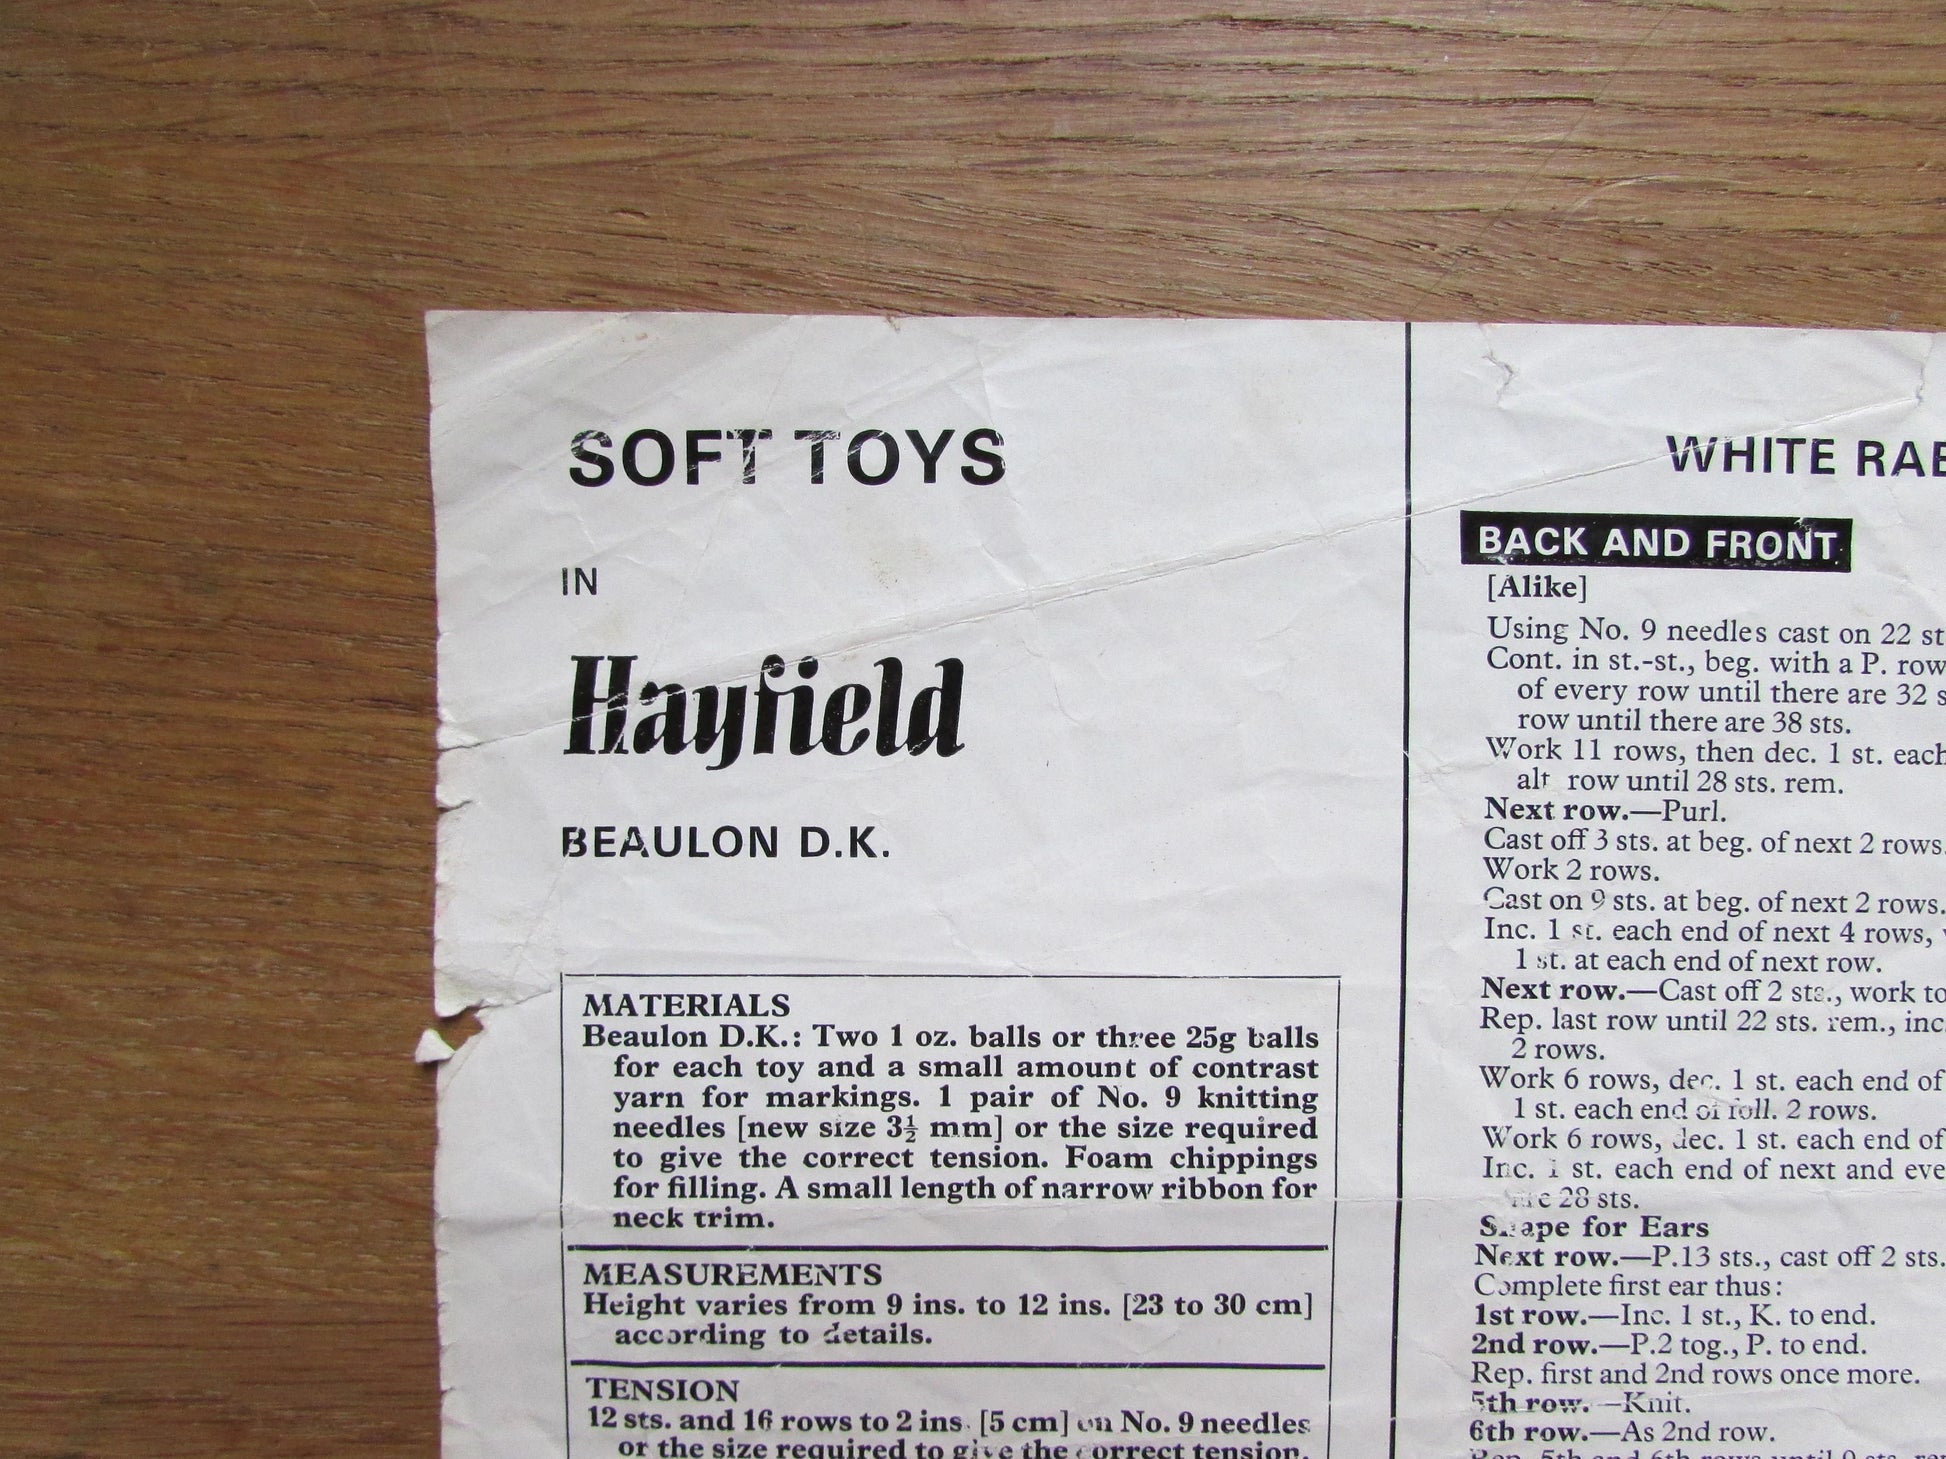 SOFT TOYS
IN
Hayfield
BEAULON D.K.
MATERIALS
Beaulon D.K.: Two 1 oz. balls or three 25g balls
for each toy and a small amount of contrast
yarn for markings. 1 pair of No. 9 knitting
needles [new size 3½ mm] or the size required
to give the correct tension. Foam chippings
for filling. A small length of narrow ribbon for
neck trim.
MEASUREMENTS
Height varies from 9 ins. to 12 ins. [23 to 30 cm]
according to details.
TENSION
12 sts. and 16 rows to 2 ins. [5 cm] on No. 9 needles
or the size required to give the correct tension.
WHITE
BACK AND FRONT
[Alike]
Using No. 9 needles cast on 22
Cont. in st.-st., beg. with a P. row
of every row until there are 32
row until there are 38 sts.
Work 11 rows, then dec. 1 st. each
alt row until 28 sts. rem.
Next row.—Purl.
Cast off 3 sts. at beg. of next 2 rows.
Work 2 rows.
Cast on 9 sts. at beg. of next 2 rows.
Inc. 1 st. each end of next 4 rows,
1 st. at each end of next row.
Next row.—Cast off 2 sts., work to
Rep. last row until 22 sts. rem., inc.
2 rows.
Work 6 rows, dec. 1 st. each end of
1 st. each end of foll. 2 rows.
Work 6 rows, dec. 1 st. each end of
Inc. 1 st. each end of next and
are 28 sts.
Shape for Ears
Next row.—P.13 sts., cast off 2 sts.
Complete first ear thus:
1st row.—Inc. 1 st., K. to end.
2nd row.—P.2 tog., P. to end.
Rep. first and 2nd rows once more.
5th row.—Knit.
6th row.—As 2nd row.